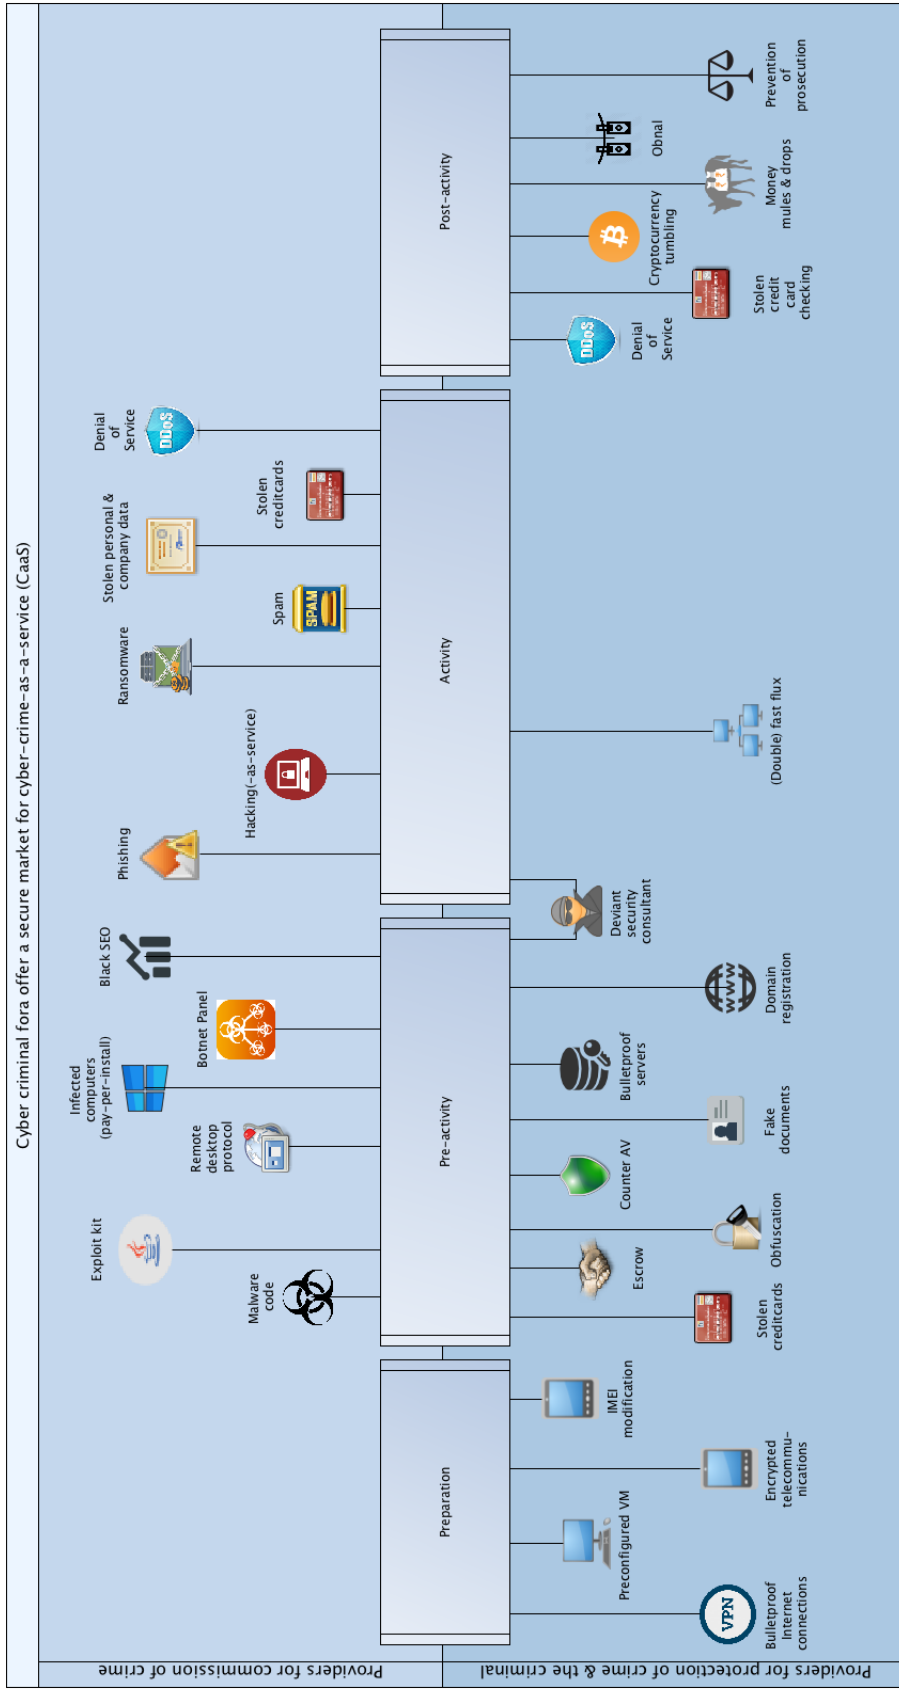 Cyber criminal fora offer a secure market for cyber-crime-as-a-service (CaaS)
Providers for commission of crime
Exploit kit
Malware
code
Infected
computers
(pay-per-install)
Remote
desktop
protocol
Botnet Panel
Black SEO
Phishing
Hacking(-as-service)
Ransomware
Spam
Stolen personal &
company data
Stolen
creditcards
Denial
of
Service
DDoS
SPAM
Preparation
Pre-activity
Activity
Post-activity
Providers for protection of crime & the criminal
VPN
Bulletproof
Internet
connections
Preconfigured VM
Encrypted
telecommu-
nications
IMEI
modification
Stolen
creditcards
Escrow
Obfuscation
Counter AV
Fake
documents
Bulletproof
servers
WWW
Domain
registration
Deviant
security
consultant
(Double) fast flux
DDoS
Denial
of
Service
Stolen
credit
card
checking
Cryptocurrency
tumbling
Money
mules & drops
Obnal
Prevention
of
prosecution